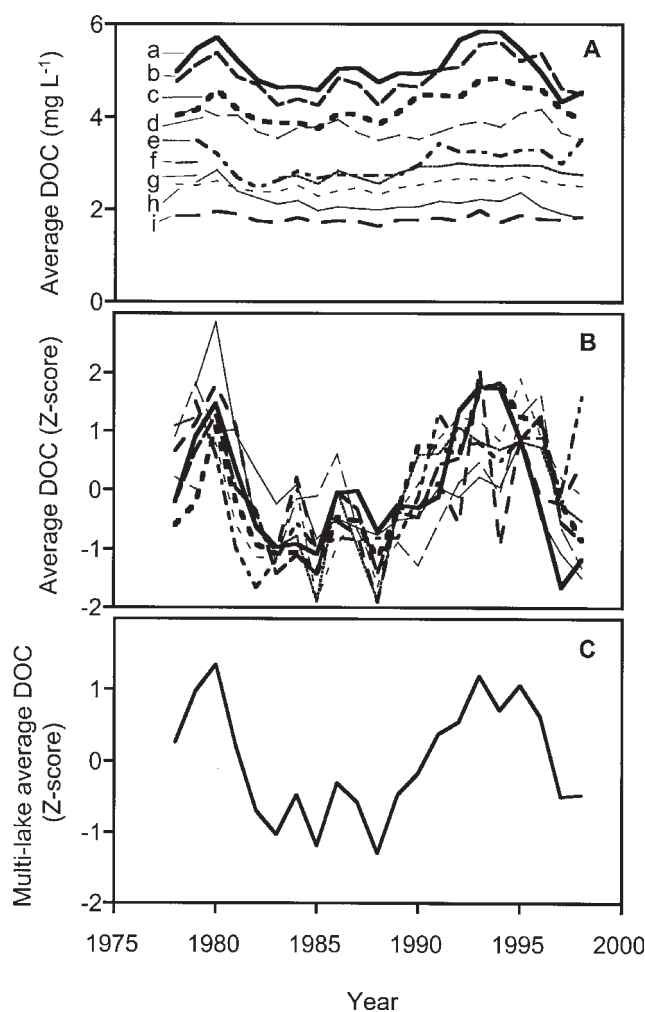 A
Average DOC (mg L-1)
6
4
2
0
a
b
c
d
e
f
g
h
i
B
Average DOC (Z-score)
2
1
0
-1
-2
C
Multi-lake average DOC
(Z-score)
1
0
-1
-2
1975 1980 1985 1990 1995 2000
Year